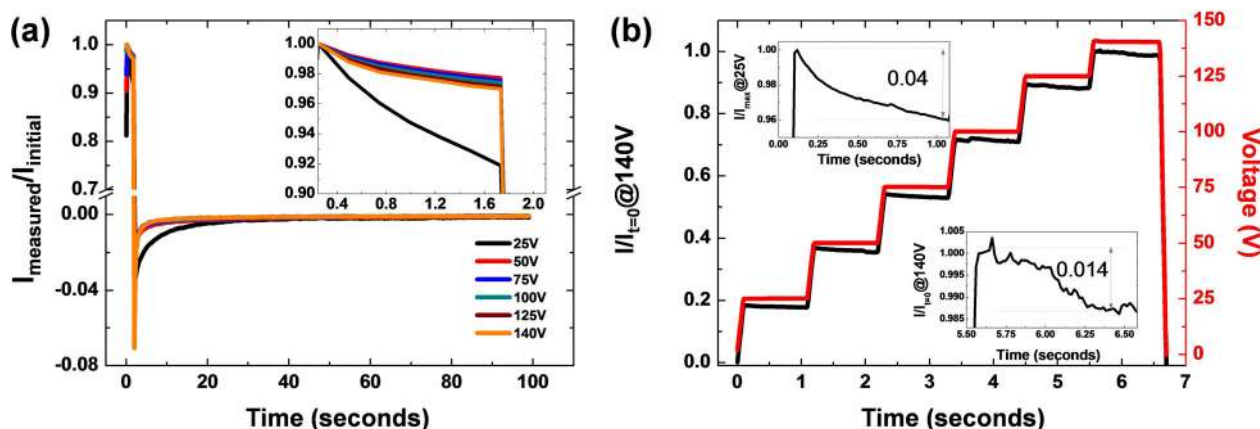 (a)
I measured/I initial
1.0
0.9
0.8
0.7
0.00
-0.04
-0.08
0 20 40 60 80 100
Time (seconds)
1.00
0.98
0.96
0.94
0.92
0.90
0.4 0.8 1.2 1.6 2.0
Time (seconds)
25V
50V
75V
100V
125V
140V
(b)
I/I t=0@140V
1.0
0.8
0.6
0.4
0.2
0.0
0 1 2 3 4 5 6 7
Time (seconds)
Voltage (V)
150
125
100
75
50
25
0
I/I max@25V
1.00
0.98
0.96
0.04
0.00 0.25 0.50 0.75 1.00
Time (seconds)
I/I t=0@140V
1.005
1.000
0.995
0.990
0.985
0.014
5.50 5.75 6.00 6.25 6.50
Time (seconds)